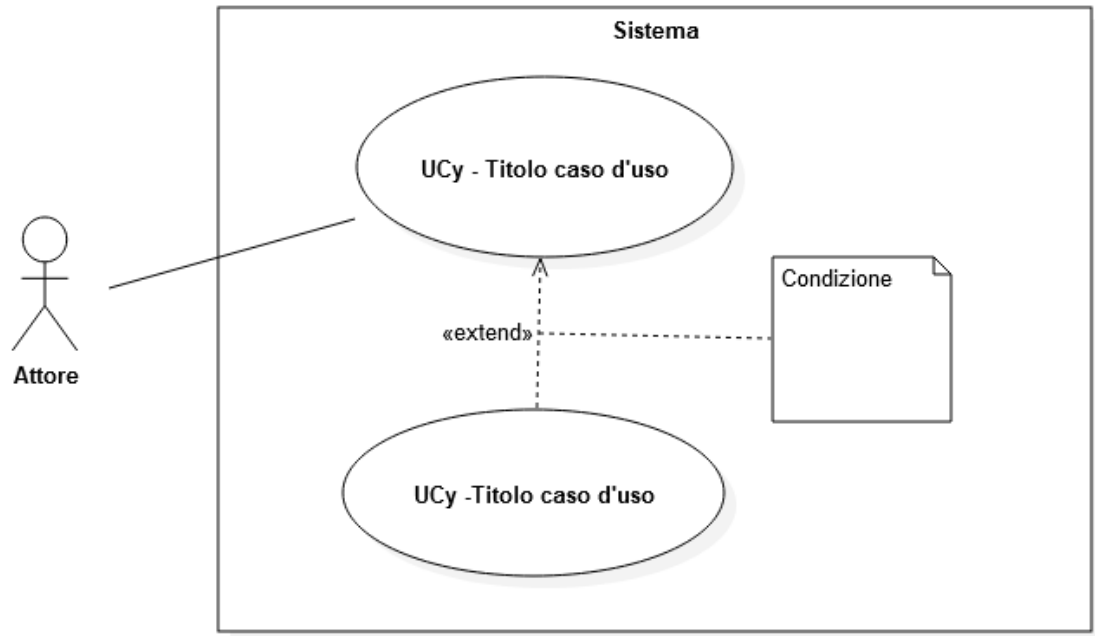 Sistema
UCy - Titolo caso d'uso
Condizione
«extend»
Attore
UCy -Titolo caso d'uso